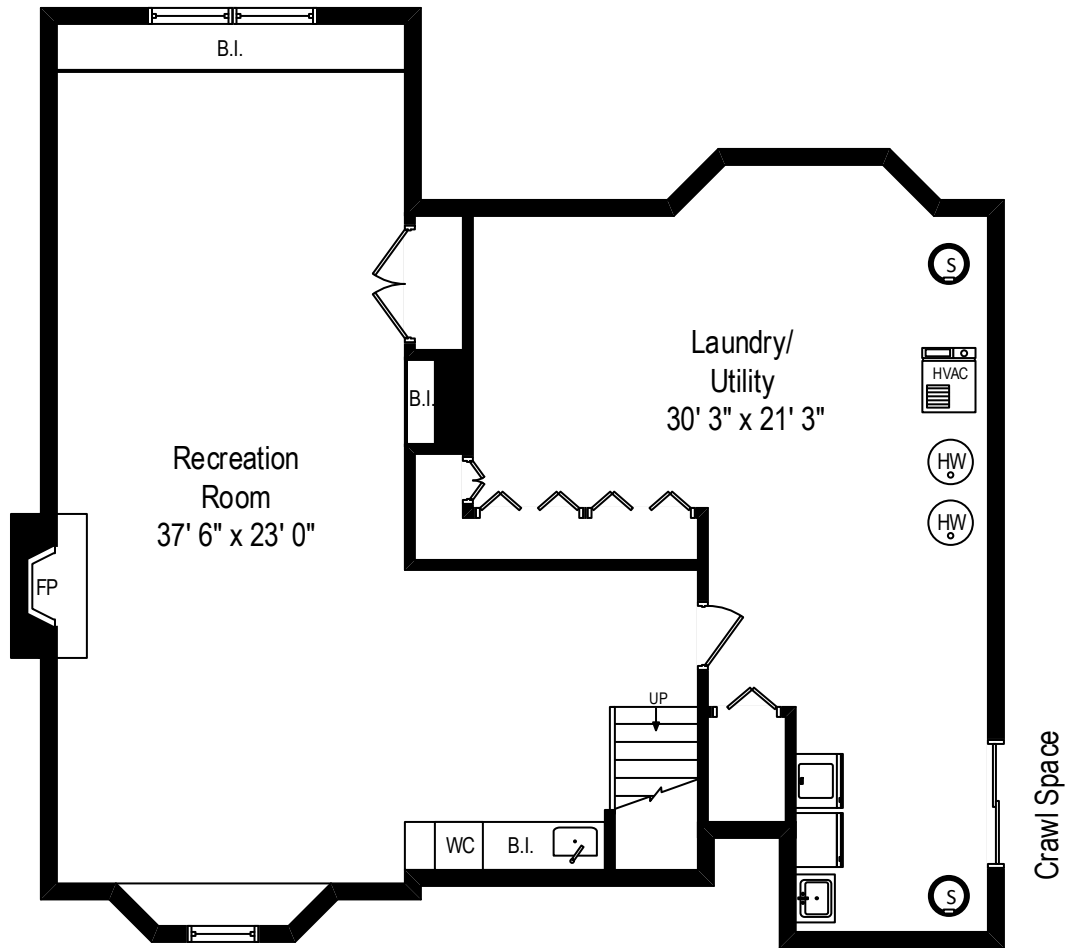 B.I.
S
Laundry/
Utility
30' 3" x 21' 3"
HVAC
B.I.
HW
HW
Recreation
Room
37' 6" x 23' 0"
FP
UP
Crawl Space
WC
B.I.
S